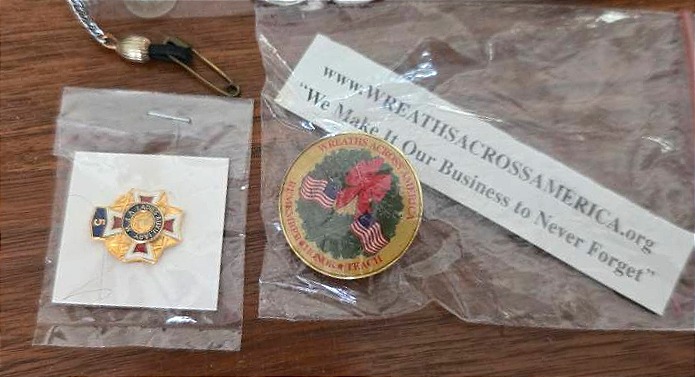 www.WREATHSACROSSAMERICA.org
"We Make It Our Business to Never Forget"
WREATHS ACROSS AMERICA
REMEMBER ★ HONOR ★ TEACH
5